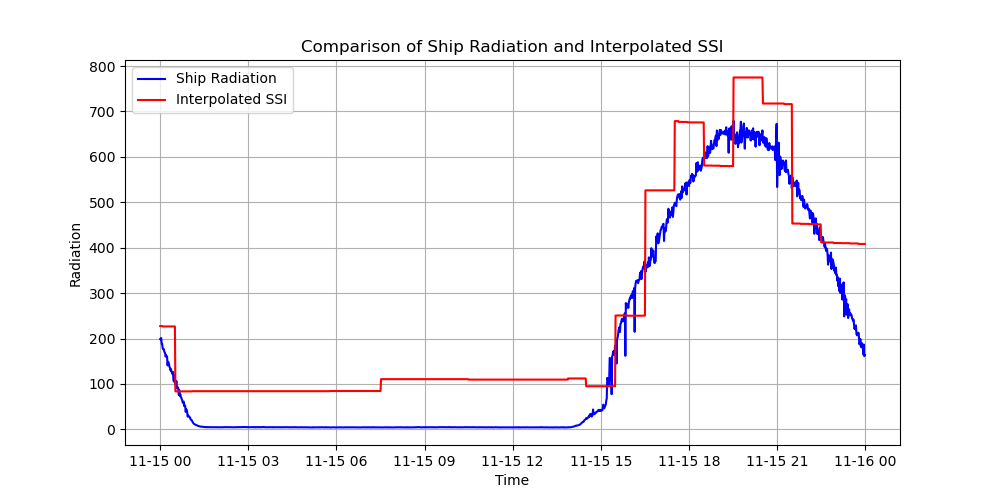 Comparison of Ship Radiation and Interpolated SSI
Ship Radiation
Interpolated SSI
Radiation
800
700
600
500
400
300
200
100
0
11-15 00 11-15 03 11-15 06 11-15 09 11-15 12 11-15 15 11-15 18 11-15 21 11-16 00
Time